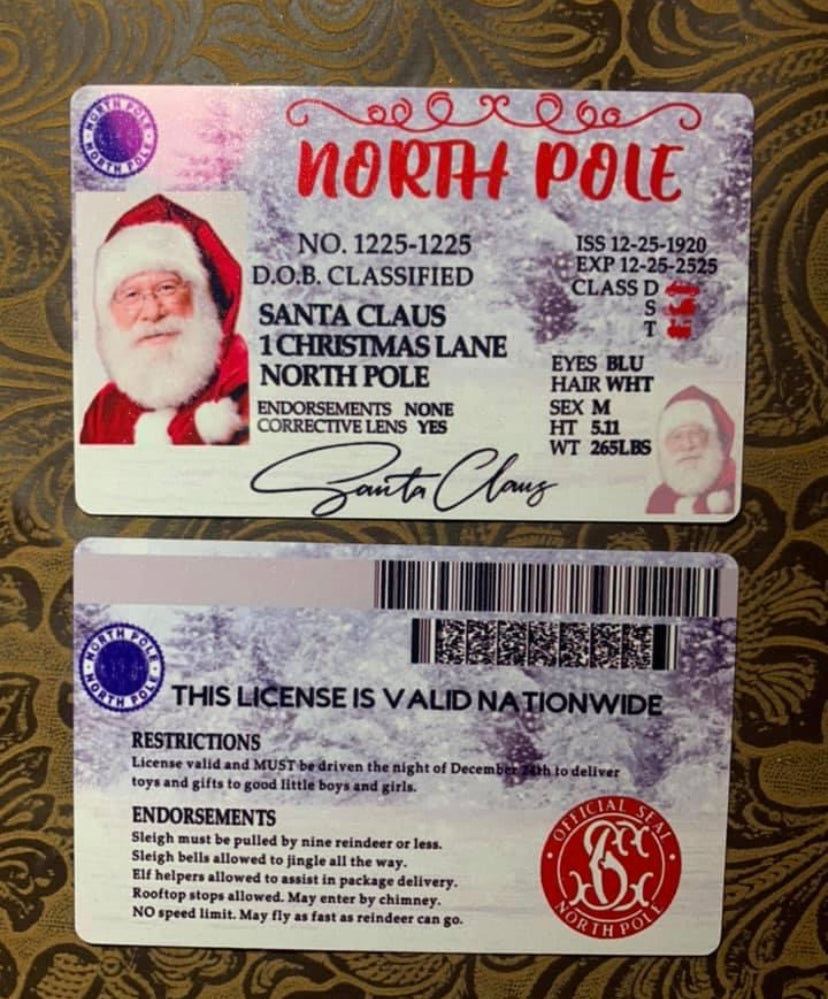 NORTH POLE
NORTH POLE
NORTH POLE
NO. 1225-1225
D.O.B. CLASSIFIED
SANTA CLAUS
1 CHRISTMAS LANE
NORTH POLE
ENDORSEMENTS NONE
CORRECTIVE LENS YES
ISS 12-25-1920
EXP 12-25-2525
CLASS D
S
T
EYES BLU
HAIR WHT
SEX M
HT 5.11
WT 265LBS
Santa Claus
NORTH POLE
NORTH POLE
THIS LICENSE IS VALID NATIONWIDE
RESTRICTIONS
License valid and MUST be driven the night of December 24th to deliver
toys and gifts to good little boys and girls.
ENDORSEMENTS
Sleigh must be pulled by nine reindeer or less.
Sleigh bells allowed to jingle all the way.
Elf helpers allowed to assist in package delivery.
Rooftop stops allowed. May enter by chimney.
NO speed limit. May fly as fast as reindeer can go.
OFFICIAL SEAL
NORTH POLE